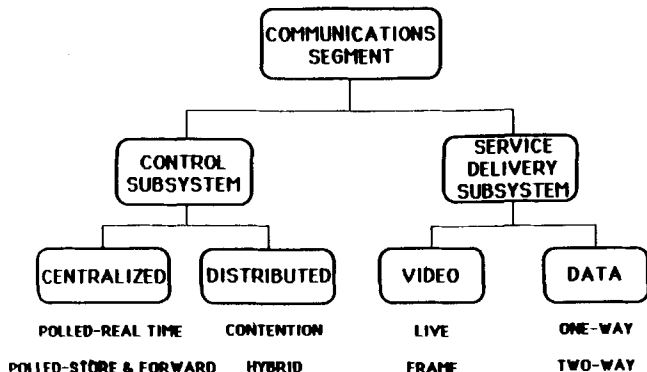 COMMUNICATIONS
SEGMENT
CONTROL
SUBSYSTEM
SERVICE
DELIVERY
SUBSYSTEM
CENTRALIZED
DISTRIBUTED
VIDEO
DATA
POLLED-REAL TIME
CONTENTION
LIVE
ONE-WAY
POLLED-STORE & FORWARD
HYBRID
FRAME
TWO-WAY